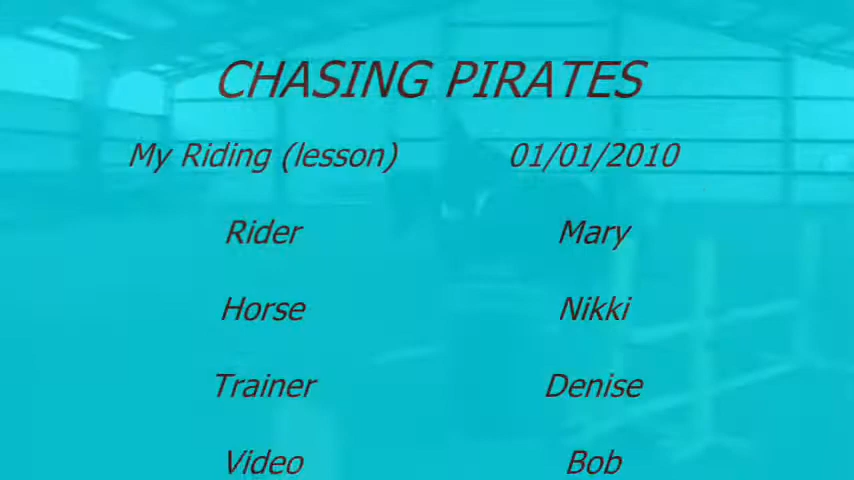 CHASING PIRATES
My Riding (lesson) 01/01/2010
Rider Mary
Horse Nikki
Trainer Denise
Video Bob